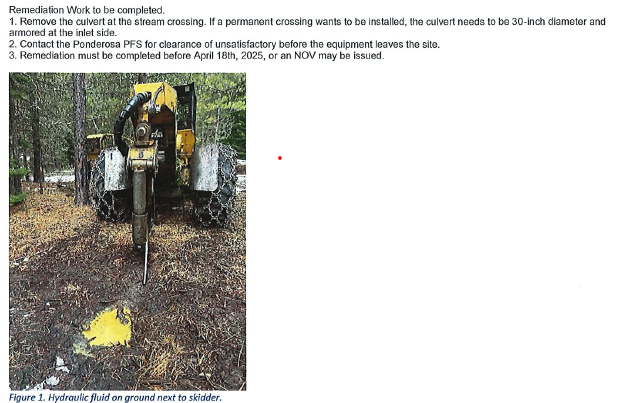 Remediation Work to be completed.
1. Remove the culvert at the stream crossing. If a permanent crossing wants to be installed, the culvert needs to be 30-inch diameter and
armored at the inlet side.
2. Contact the Ponderosa PFS for clearance of unsatisfactory before the equipment leaves the site.
3. Remediation must be completed before April 18th, 2025, or an NOV may be issued.
Figure 1. Hydraulic fluid on ground next to skidder.